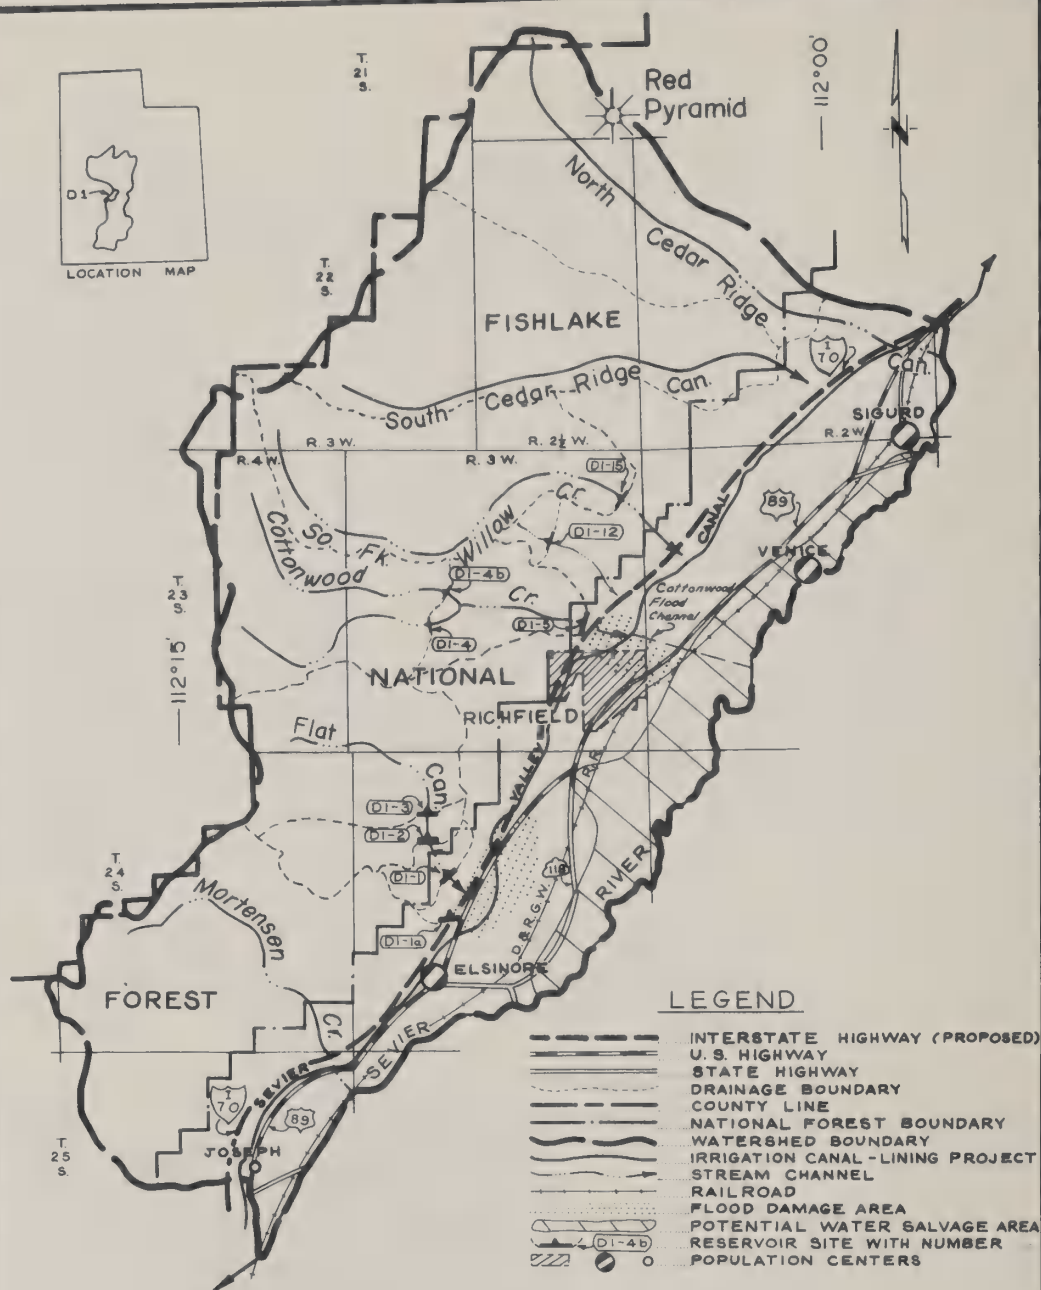 T.
21
S.
Red
Pyramid
112°00'
N
D1
LOCATION MAP
North
Cedar
Ridge
Can.
T.
22
S.
FISHLAKE
I
70
South Cedar Ridge Can.
SIGURD
R. 3 W.
R. 2½ W.
R. 2 W.
R. 4 W.
R. 3 W.
D1-15
So. Fk.
Willow Cr.
D1-12
CANAL
89
VENICE
Cottonwood
Cr.
D1-4b
Cottonwood
Flood
Channel
T.
23
S.
D1-5
D1-4
112°15'
NATIONAL
RICHFIELD
Flat
Can.
VALLEY
R.R.
D1-3
D1-2
D1-1
118
RIVER
T.
24
S.
Mortensen
Cr.
D.&R.G.W.
D1-1a
ELSINORE
FOREST
SEVIER
SEVIER
I
70
89
JOSEPH
T.
25
S.
LEGEND
INTERSTATE HIGHWAY (PROPOSED)
U.S. HIGHWAY
STATE HIGHWAY
DRAINAGE BOUNDARY
COUNTY LINE
NATIONAL FOREST BOUNDARY
WATERSHED BOUNDARY
IRRIGATION CANAL-LINING PROJECT
STREAM CHANNEL
RAILROAD
FLOOD DAMAGE AREA
POTENTIAL WATER SALVAGE AREA
D1-4b RESERVOIR SITE WITH NUMBER
POPULATION CENTERS